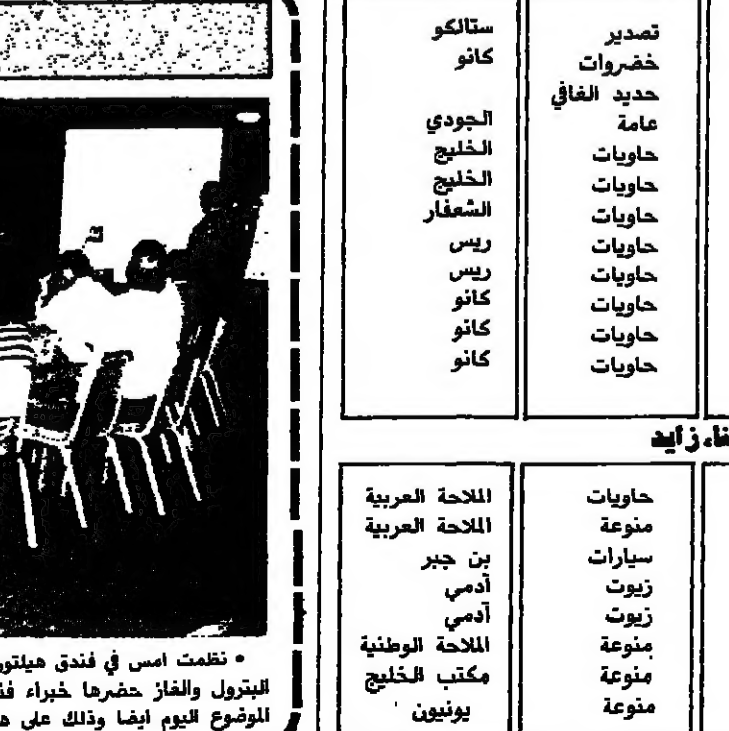 تصدير ستالكو
خضروات كانو
حديد الغافي
عامة الجودي
حاويات الخليج
حاويات الخليج
حاويات الشعفار
حاويات ريس
حاويات ريس
حاويات كانو
حاويات كانو
حاويات كانو
زايد
حاويات الملاحة العربية
منوعة الملاحة العربية
سيارات بن جبر
زيوت آدمي
زيوت آدمي
منوعة الملاحة الوطنية
منوعة مكتب الخليج
منوعة يونيون
• نظمت امس في فندق هيلتون
البترول والغاز حضرها خبراء
الموضوع اليوم ايضا وذلك على